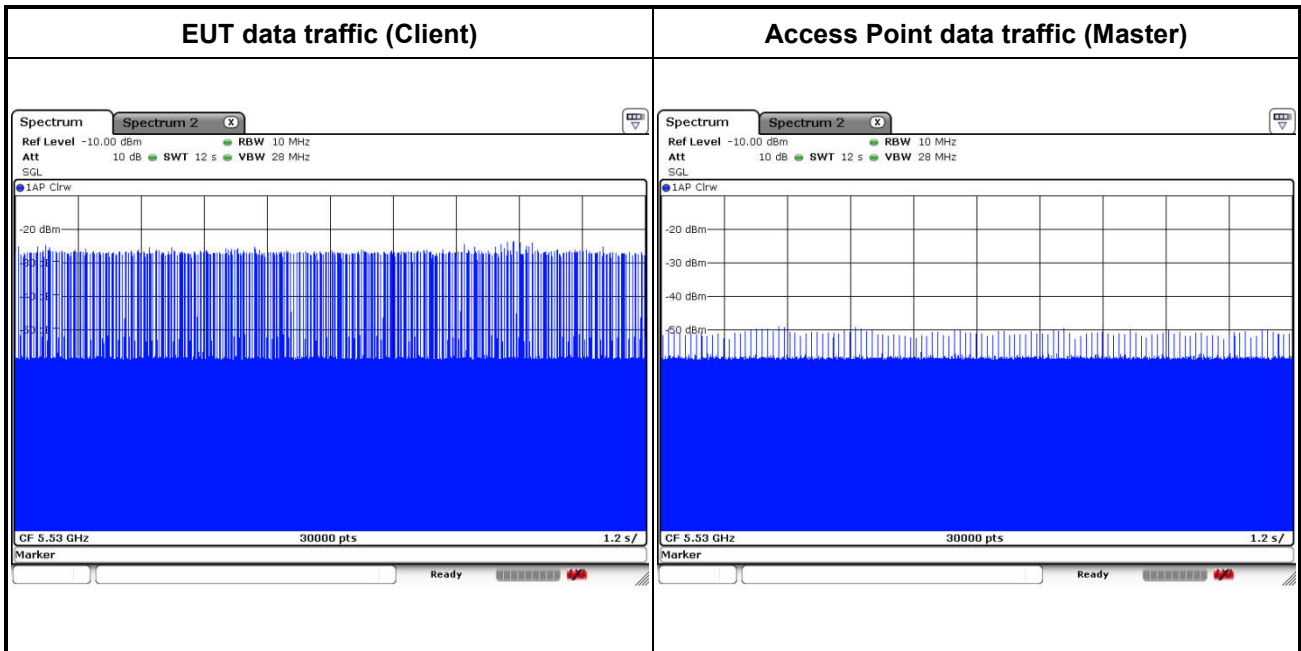 EUT data traffic (Client)
Access Point data traffic (Master)
Spectrum
Spectrum 2
X
Ref Level -10.00 dBm
RBW 10 MHz
Att 10 dB SWT 12 s VBW 28 MHz
SGL
1AP Clrw
-20 dBm
CF 5.53 GHz 30000 pts 1.2 s/
Marker
Ready
Spectrum
Spectrum 2
X
Ref Level -10.00 dBm
RBW 10 MHz
Att 10 dB SWT 12 s VBW 28 MHz
SGL
1AP Clrw
-20 dBm
-30 dBm
-40 dBm
-50 dBm
CF 5.53 GHz 30000 pts 1.2 s/
Marker
Ready